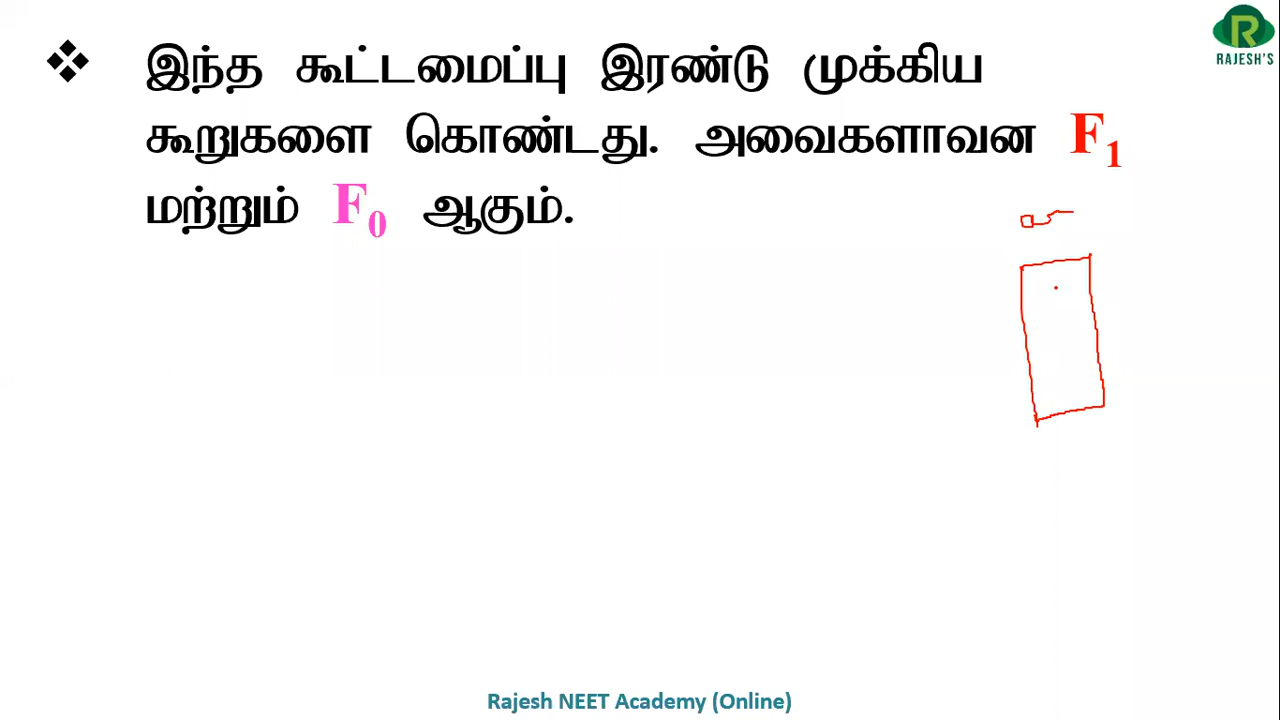 ❖ இந்த கூட்டமைப்பு இரண்டு முக்கிய
கூறுகளை கொண்டது. அவைகளாவன F₁
மற்றும் F₀ ஆகும்.
R
RAJESH'S
Rajesh NEET Academy (Online)